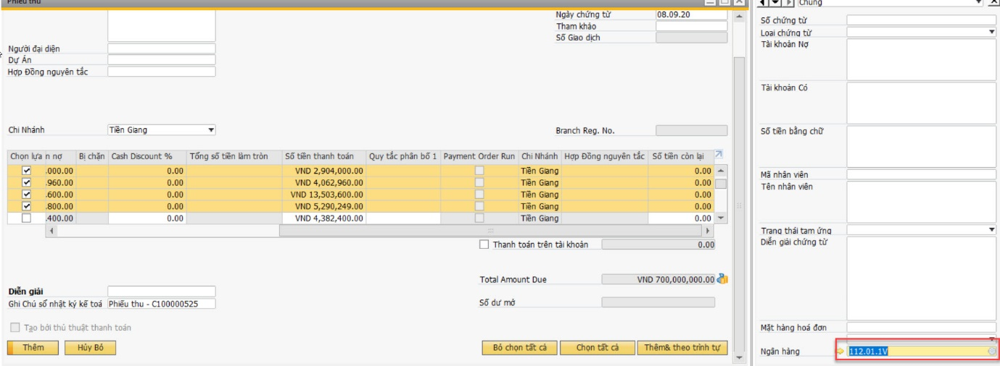 Phiếu thu
Ngày chứng từ 08.09.20
Tham khảo
Số Giao dịch
Người đại diện
Dự Án
Hợp Đồng nguyên tắc
Chi Nhánh Tiền Giang
Branch Reg. No.
Chọn lựa n nợ Bị chặn Cash Discount % Tổng số tiền làm tròn Số tiền thanh toán Quy tắc phân bổ 1 Payment Order Run Chi Nhánh Hợp Đồng nguyên tắc Số tiền còn lại
.000.00 0.00 VND 2,904,000.00 Tiền Giang 0.00
.960.00 0.00 VND 4,062,960.00 Tiền Giang 0.00
.600.00 0.00 VND 13,503,600.00 Tiền Giang 0.00
.800.00 0.00 VND 5,290,249.00 Tiền Giang 0.00
.400.00 0.00 VND 4,382,400.00 Tiền Giang 0.00
Thanh toán trên tài khoản 0.00
Total Amount Due VND 700,000,000.00
Diễn giải
Ghi Chú sổ nhật ký kế toá Phiếu thu - C100000525
Số dư mở
Tạo bởi thủ thuật thanh toán
Thêm Hủy Bỏ Bỏ chọn tất cả Chọn tất cả Thêm& theo trình tự
Chung
Số chứng từ
Loại chứng từ
Tài khoản Nợ
Tài khoản Có
Số tiền bằng chữ
Mã nhân viên
Tên nhân viên
Trạng thái tạm ứng
Diễn giải chứng từ
Mặt hàng hoá đơn
Ngân hàng 112.01.1V